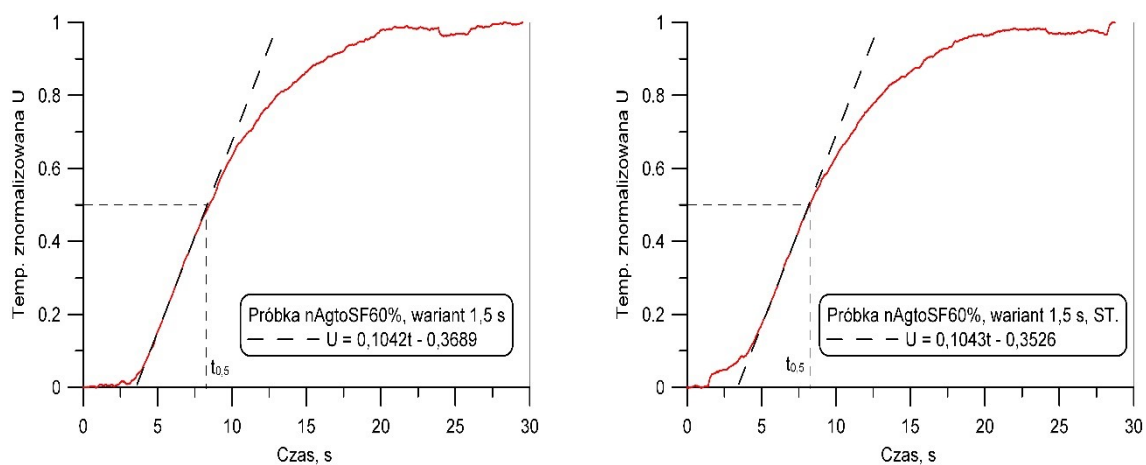 Temp. znormalizowana U
1
0.8
0.6
0.4
0.2
0
Próbka nAgtoSF60%, wariant 1,5 s
U = 0,1042t - 0,3689
t0,5
0 5 10 15 20 25 30
Czas, s
Temp. znormalizowana U
1
0.8
0.6
0.4
0.2
0
Próbka nAgtoSF60%, wariant 1,5 s, ST.
U = 0,1043t - 0,3526
t0.5
0 5 10 15 20 25 30
Czas, s